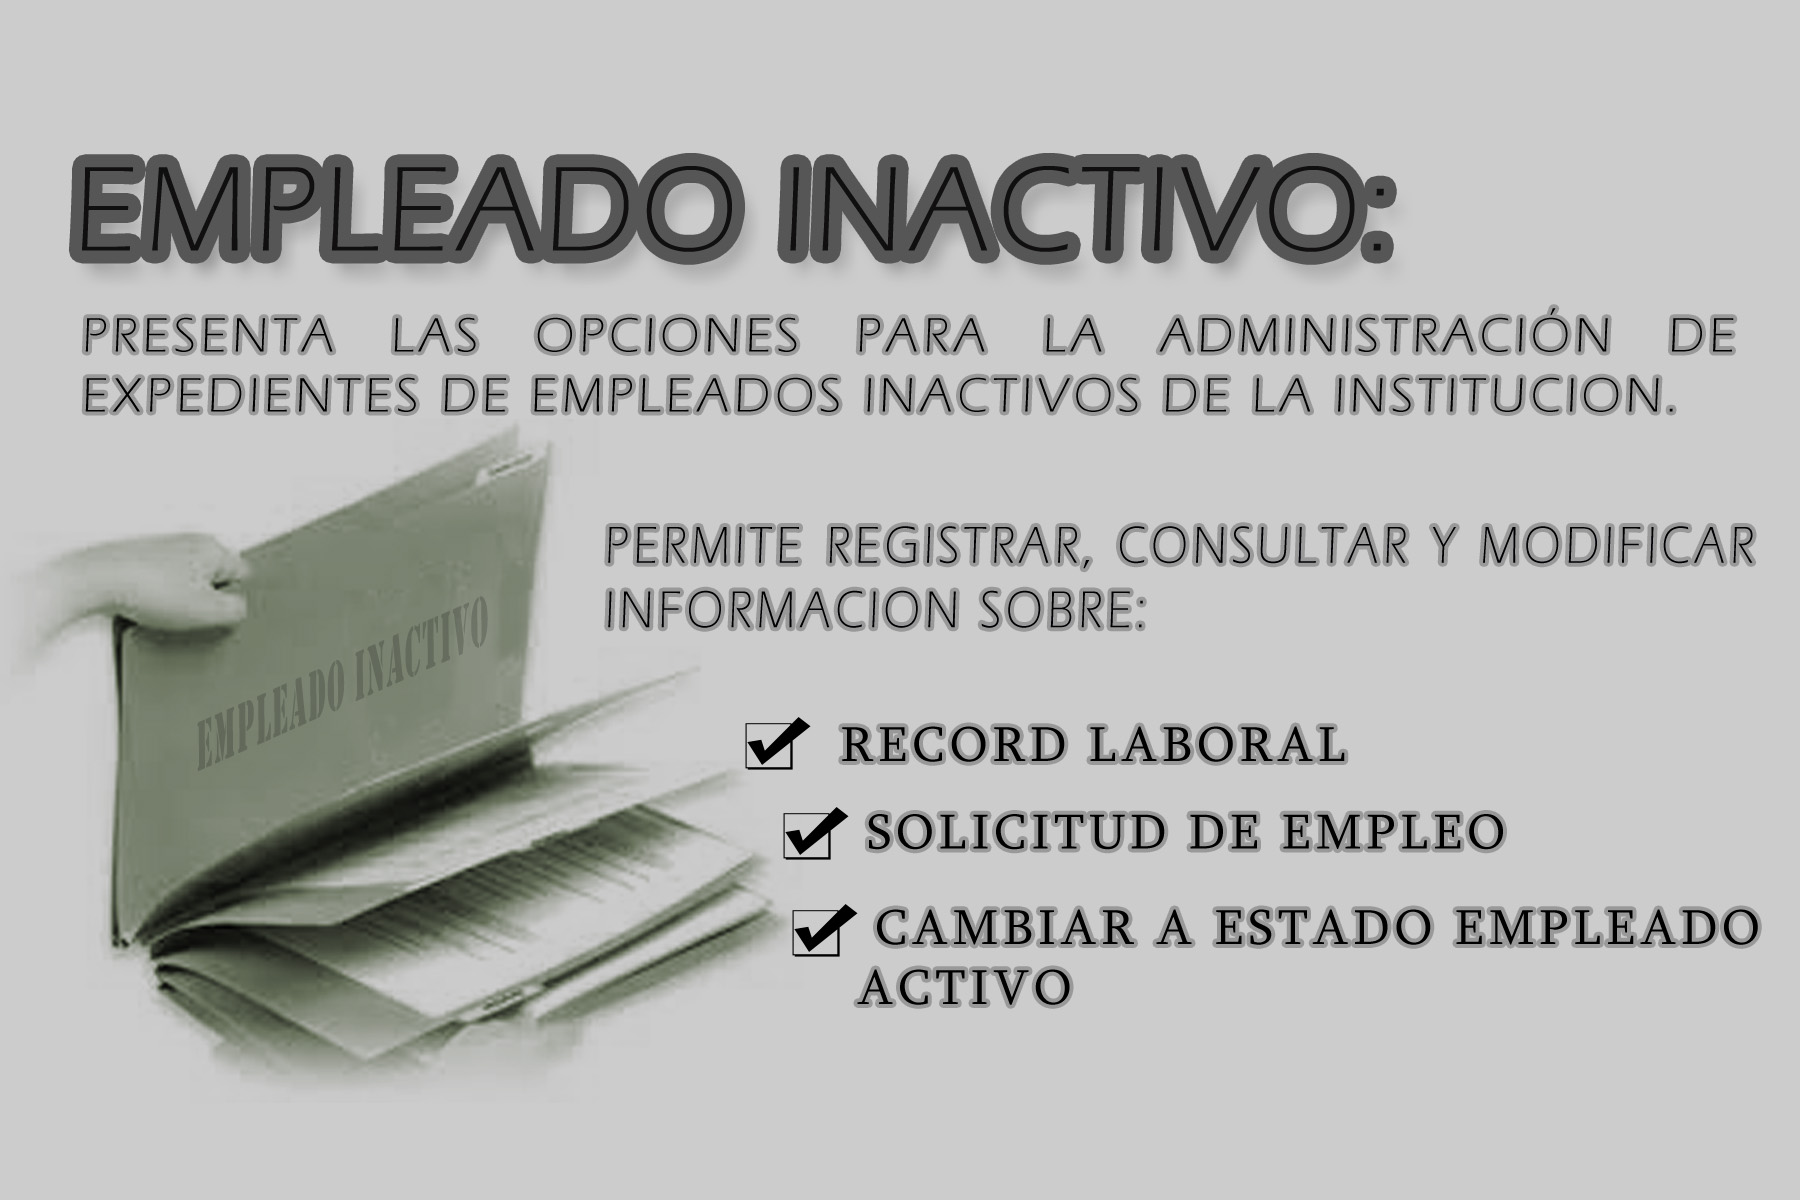 EMPLEADO INACTIVO:
PRESENTA LAS OPCIONES PARA LA ADMINISTRACIÓN DE
EXPEDIENTES DE EMPLEADOS INACTIVOS DE LA INSTITUCION.
PERMITE REGISTRAR, CONSULTAR Y MODIFICAR
INFORMACION SOBRE:
EMPLEADO INACTIVO
RECORD LABORAL
SOLICITUD DE EMPLEO
CAMBIAR A ESTADO EMPLEADO
ACTIVO